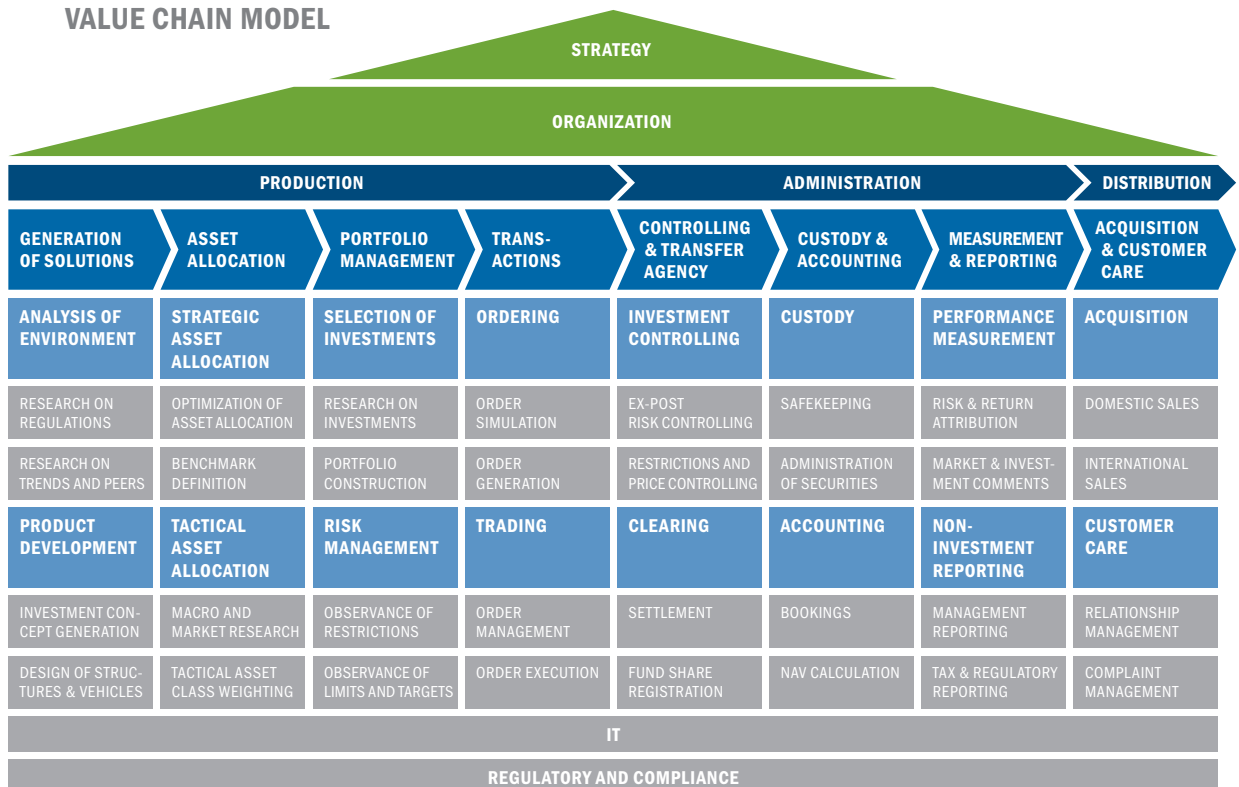 VALUE CHAIN MODEL
STRATEGY
ORGANIZATION
PRODUCTION
ADMINISTRATION
DISTRIBUTION
GENERATION
OF SOLUTIONS
ASSET
ALLOCATION
PORTFOLIO
MANAGEMENT
TRANS-
ACTIONS
CONTROLLING
& TRANSFER
AGENCY
CUSTODY &
ACCOUNTING
MEASUREMENT
& REPORTING
ACQUISITION
& CUSTOMER
CARE
ANALYSIS OF
ENVIRONMENT
STRATEGIC
ASSET
ALLOCATION
SELECTION OF
INVESTMENTS
ORDERING
INVESTMENT
CONTROLLING
CUSTODY
PERFORMANCE
MEASUREMENT
ACQUISITION
RESEARCH ON
REGULATIONS
OPTIMIZATION OF
ASSET ALLOCATION
RESEARCH ON
INVESTMENTS
ORDER
SIMULATION
EX-POST
RISK CONTROLLING
SAFEKEEPING
RISK & RETURN
ATTRIBUTION
DOMESTIC SALES
RESEARCH ON
TRENDS AND PEERS
BENCHMARK
DEFINITION
PORTFOLIO
CONSTRUCTION
ORDER
GENERATION
RESTRICTIONS AND
PRICE CONTROLLING
ADMINISTRATION
OF SECURITIES
MARKET & INVEST-
MENT COMMENTS
INTERNATIONAL
SALES
PRODUCT
DEVELOPMENT
TACTICAL
ASSET
ALLOCATION
RISK
MANAGEMENT
TRADING
CLEARING
ACCOUNTING
NON-
INVESTMENT
REPORTING
CUSTOMER
CARE
INVESTMENT CON-
CEPT GENERATION
MACRO AND
MARKET RESEARCH
OBSERVANCE OF
RESTRICTIONS
ORDER
MANAGEMENT
SETTLEMENT
BOOKINGS
MANAGEMENT
REPORTING
RELATIONSHIP
MANAGEMENT
DESIGN OF STRUC-
TURES & VEHICLES
TACTICAL ASSET
CLASS WEIGHTING
OBSERVANCE OF
LIMITS AND TARGETS
ORDER EXECUTION
FUND SHARE
REGISTRATION
NAV CALCULATION
TAX & REGULATORY
REPORTING
COMPLAINT
MANAGEMENT
IT
REGULATORY AND COMPLIANCE